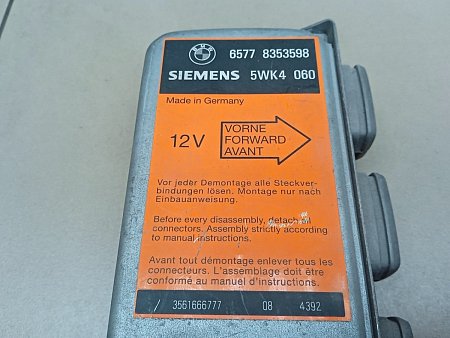 BMW
6577 8353598
SIEMENS 5WK4 060
Made in Germany
12V
VORNE
FORWARD
AVANT
Vor jeder Demontage alle Steckver-
bindungen lösen. Montage nur nach
Einbauanweisung.
Before every disassembly, detach all
connectors. Assembly strictly according
to manual instructions.
Avant tout démontage enlever tous les
connecteurs. L'assemblage doit être
conformé au manuel d'instructions.
/ 3561666777 08 4392